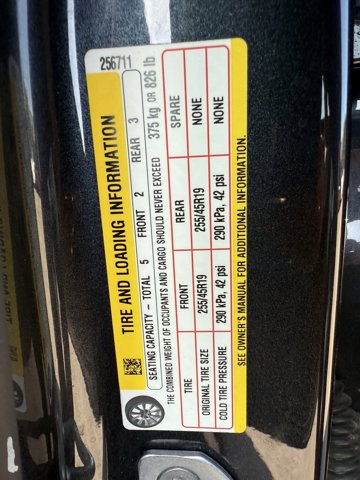 256711
TIRE AND LOADING INFORMATION
SEATING CAPACITY – TOTAL 5 FRONT 2 REAR 3
THE COMBINED WEIGHT OF OCCUPANTS AND CARGO SHOULD NEVER EXCEED 375 kg OR 826 lb
TIRE FRONT REAR SPARE
ORIGINAL TIRE SIZE 255/45R19 255/45R19 NONE
COLD TIRE PRESSURE 290 kPa, 42 psi 290 kPa, 42 psi NONE
SEE OWNER'S MANUAL FOR ADDITIONAL INFORMATION.